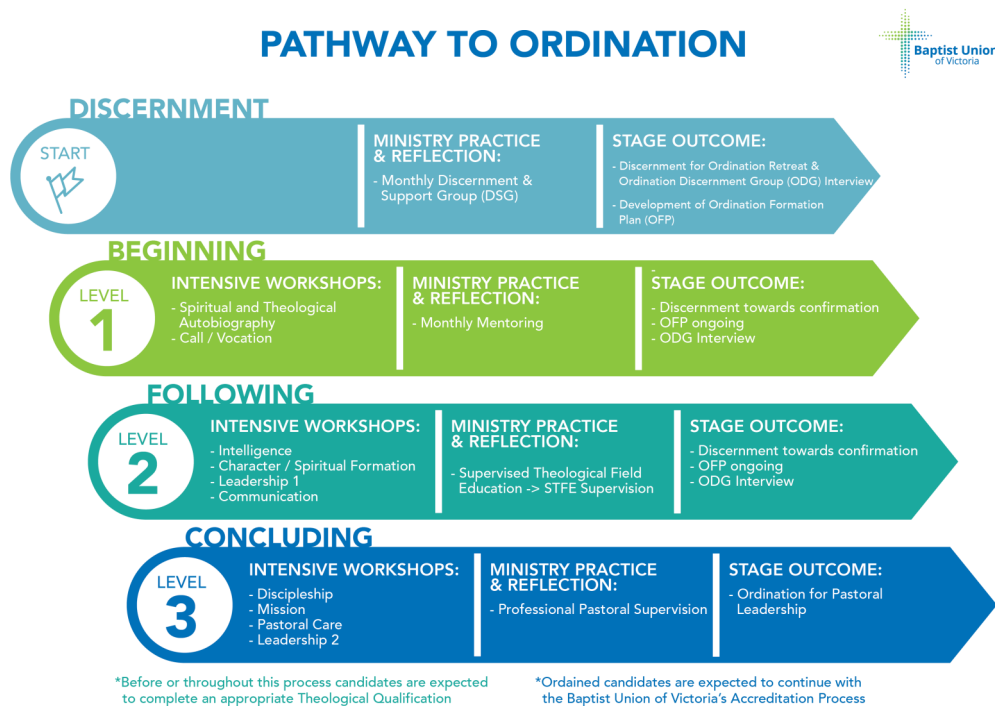 PATHWAY TO ORDINATION
Baptist Union
of Victoria
DISCERNMENT
START
MINISTRY PRACTICE
& REFLECTION:
- Monthly Discernment &
Support Group (DSG)
STAGE OUTCOME:
- Discernment for Ordination Retreat &
Ordination Discernment Group (ODG) Interview
- Development of Ordination Formation
Plan (OFP)
BEGINNING
LEVEL
1
INTENSIVE WORKSHOPS:
- Spiritual and Theological
Autobiography
- Call / Vocation
MINISTRY PRACTICE
& REFLECTION:
- Monthly Mentoring
-
STAGE OUTCOME:
- Discernment towards confirmation
- OFP ongoing
- ODG Interview
FOLLOWING
LEVEL
2
INTENSIVE WORKSHOPS:
- Intelligence
- Character / Spiritual Formation
- Leadership 1
- Communication
MINISTRY PRACTICE
& REFLECTION:
- Supervised Theological Field
Education -> STFE Supervision
STAGE OUTCOME:
- Discernment towards confirmation
- OFP ongoing
- ODG Interview
CONCLUDING
LEVEL
3
INTENSIVE WORKSHOPS:
- Discipleship
- Mission
- Pastoral Care
- Leadership 2
MINISTRY PRACTICE
& REFLECTION:
- Professional Pastoral Supervision
STAGE OUTCOME:
- Ordination for Pastoral
Leadership
*Before or throughout this process candidates are expected
to complete an appropriate Theological Qualification
*Ordained candidates are expected to continue with
the Baptist Union of Victoria's Accreditation Process